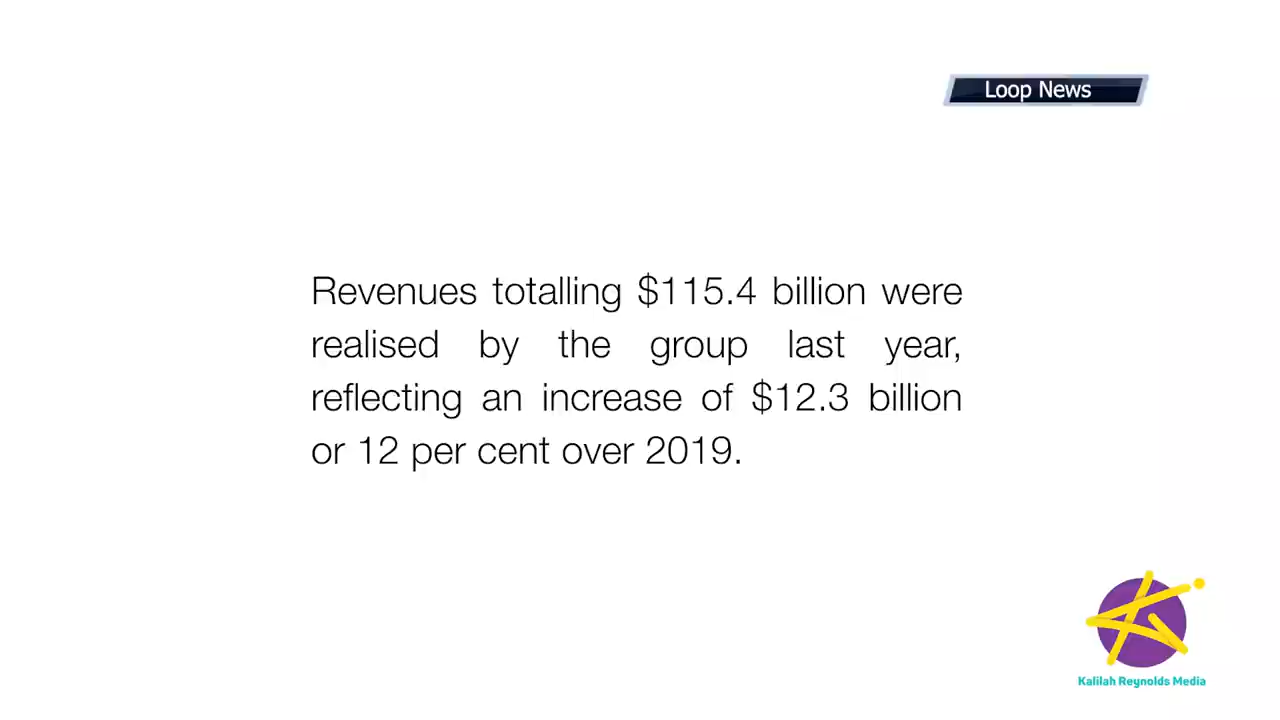 Loop News
Revenues totalling $115.4 billion were
realised by the group last year,
reflecting an increase of $12.3 billion
or 12 per cent over 2019.
Kalilah Reynolds Media